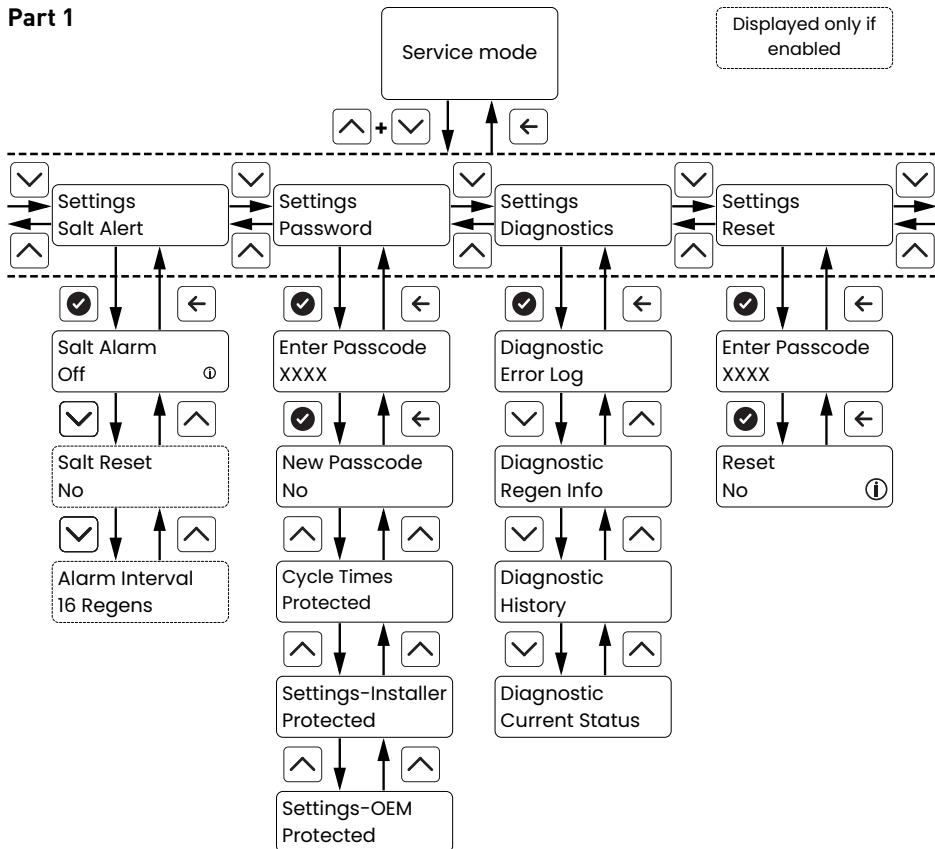 Part 1
Service mode
Displayed only if
enabled
+
Settings
Salt Alert
Settings
Password
Settings
Diagnostics
Settings
Reset
Salt Alarm
Off
Enter Passcode
XXXX
Diagnostic
Error Log
Enter Passcode
XXXX
Salt Reset
No
New Passcode
No
Diagnostic
Regen Info
Reset
No
Alarm Interval
16 Regens
Cycle Times
Protected
Diagnostic
History
Settings-Installer
Protected
Diagnostic
Current Status
Settings-OEM
Protected